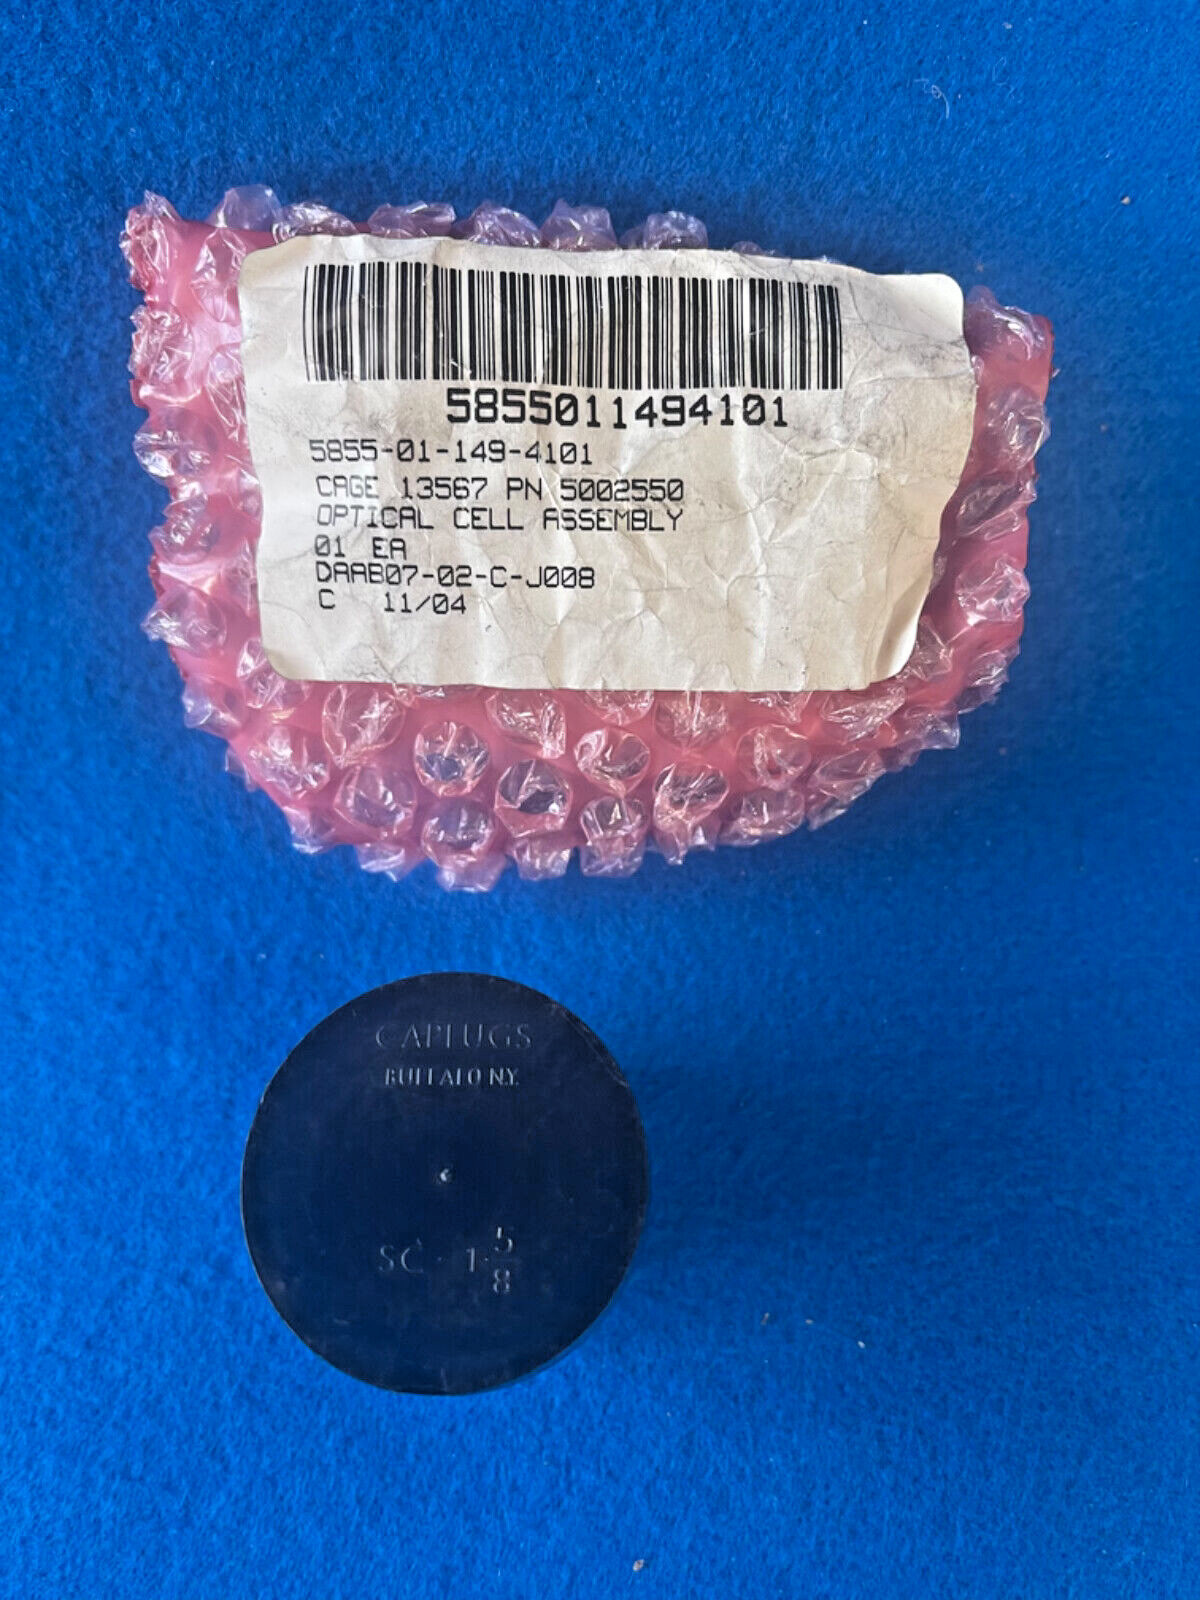 5855011494101
5855-01-149-4101
CAGE 13567 PN 5002550
OPTICAL CELL ASSEMBLY
01 EA
DAAB07-02-C-J008
C 11/04
CAPLUGS
BUFFALO N.Y.
SC - 1 5/8